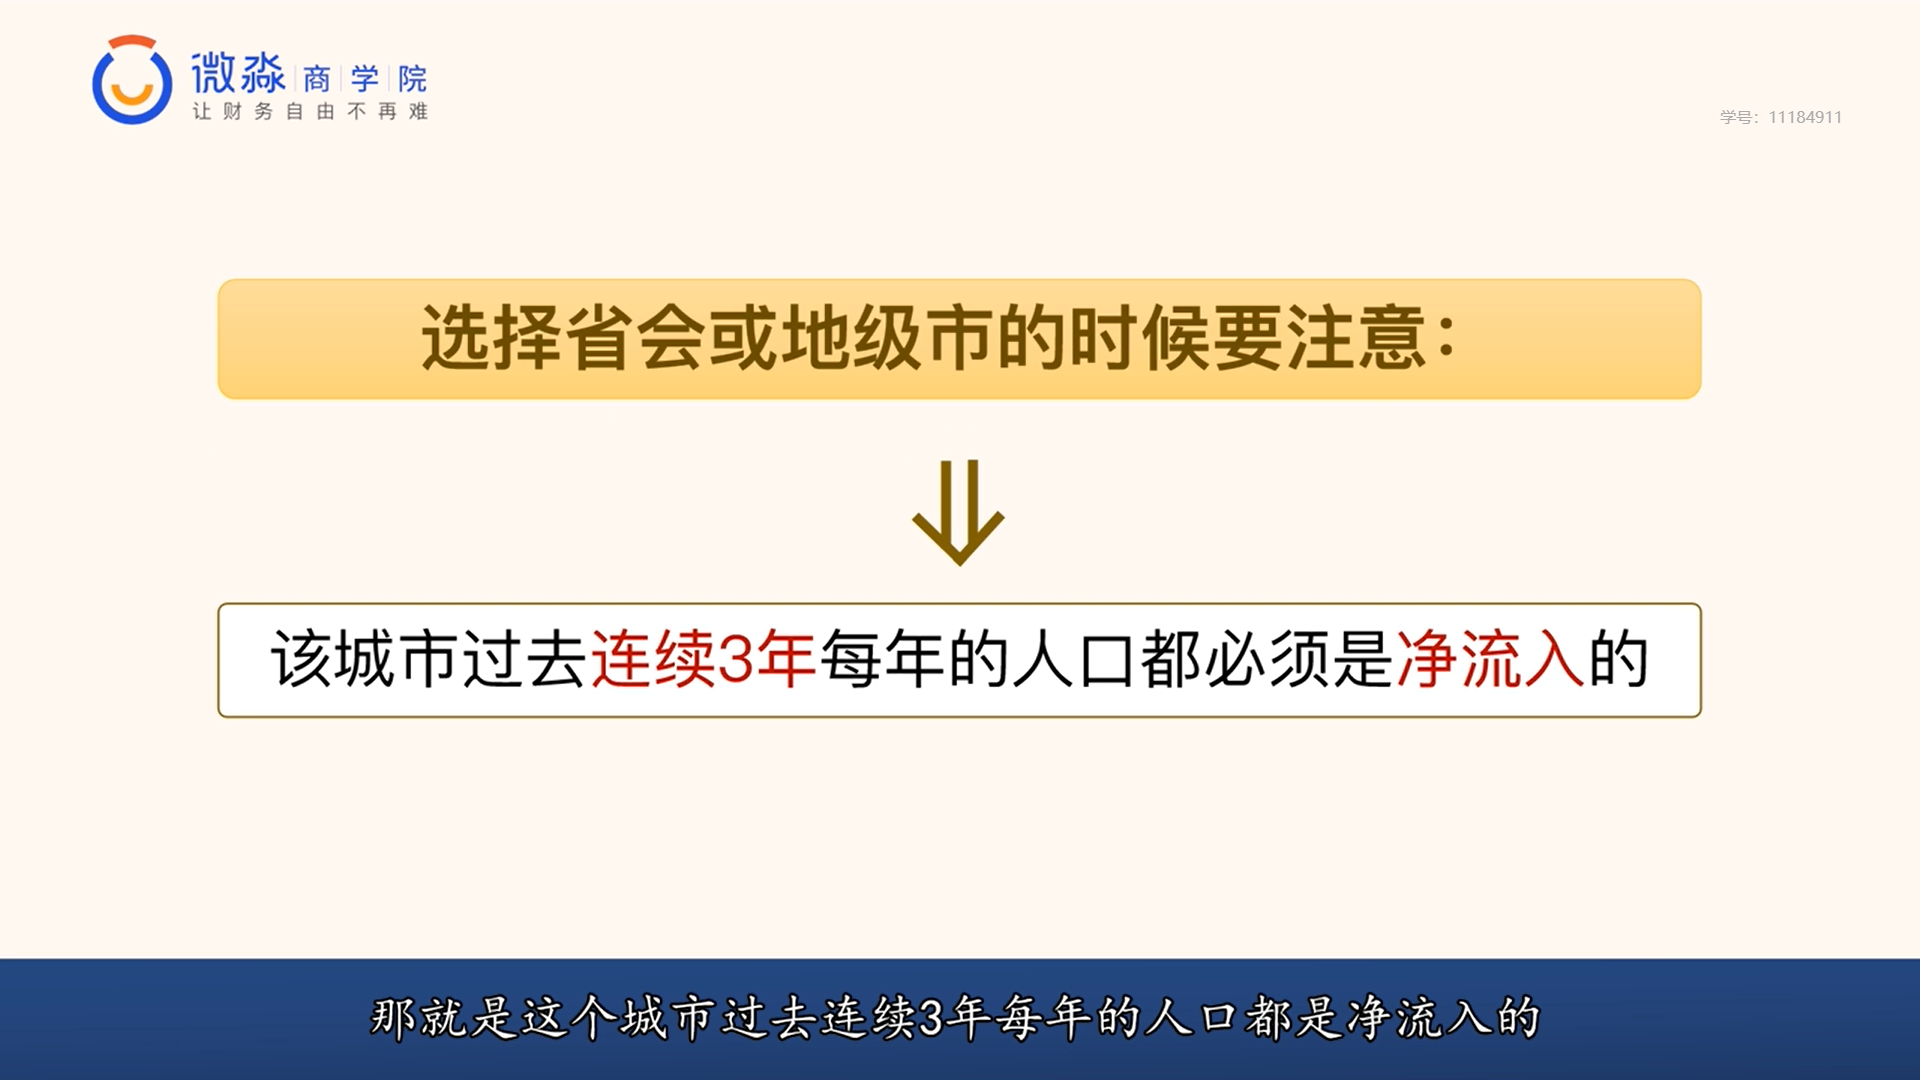 微淼商学院
让财务自由不再难
学号：11184911
选择省会或地级市的时候要注意：
该城市过去连续3年每年的人口都必须是净流入的
那就是这个城市过去连续3年每年的人口都是净流入的